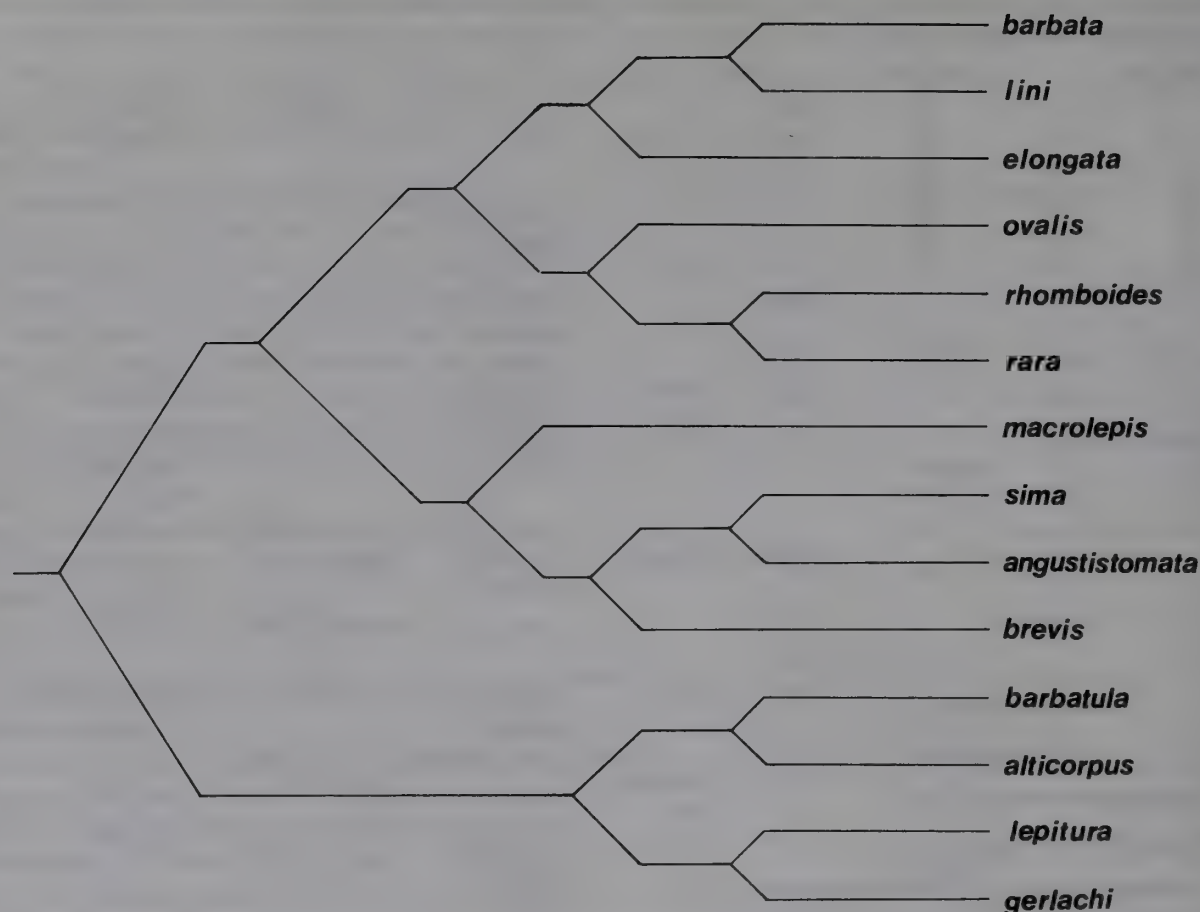 barbata
lini
elongata
ovalis
rhomboides
rara
macrolepis
sima
angustistomata
brevis
barbatula
alticorpus
lepitura
gerlachi